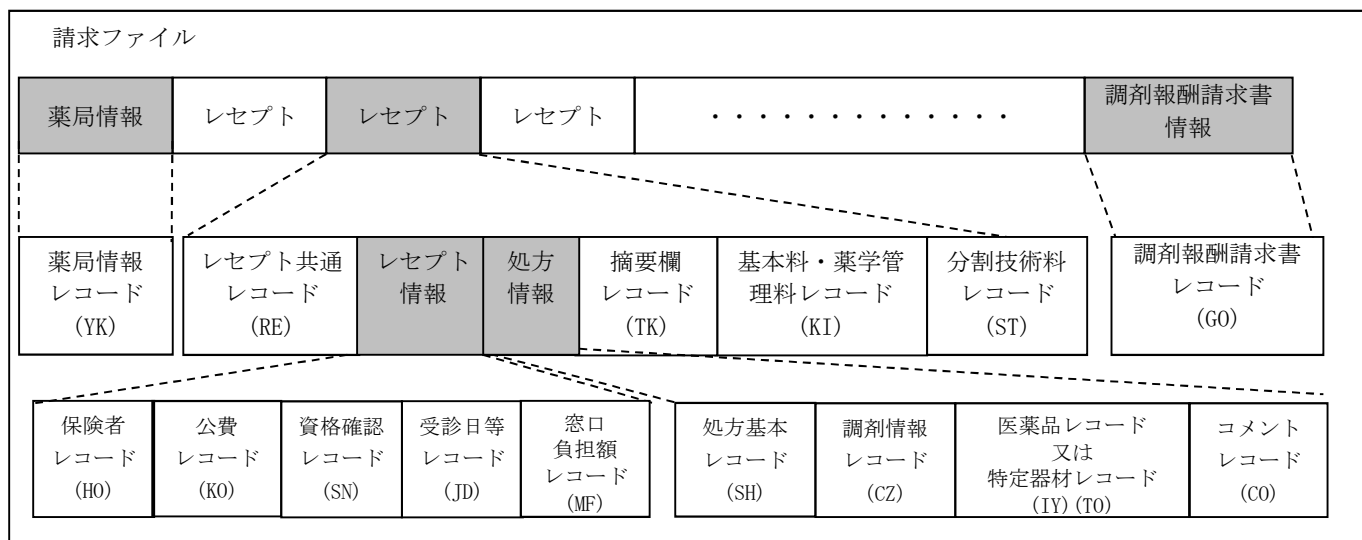 請求ファイル
薬局情報
レセプト
レセプト
レセプト
・・・・・・・・・・・・・
調剤報酬請求書
情報
薬局情報
レコード
(YK)
レセプト共通
レコード
(RE)
レセプト
情報
処方
情報
摘要欄
レコード
(TK)
基本料・薬学管
理料レコード
(KI)
分割技術料
レコード
(ST)
調剤報酬請求書
レコード
(GO)
保険者
レコード
(HO)
公費
レコード
(KO)
資格確認
レコード
(SN)
受診日等
レコード
(JD)
窓口
負担額
レコード
(MF)
処方基本
レコード
(SH)
調剤情報
レコード
(CZ)
医薬品レコード
又は
特定器材レコード
(IY)(TO)
コメント
レコード
(CO)